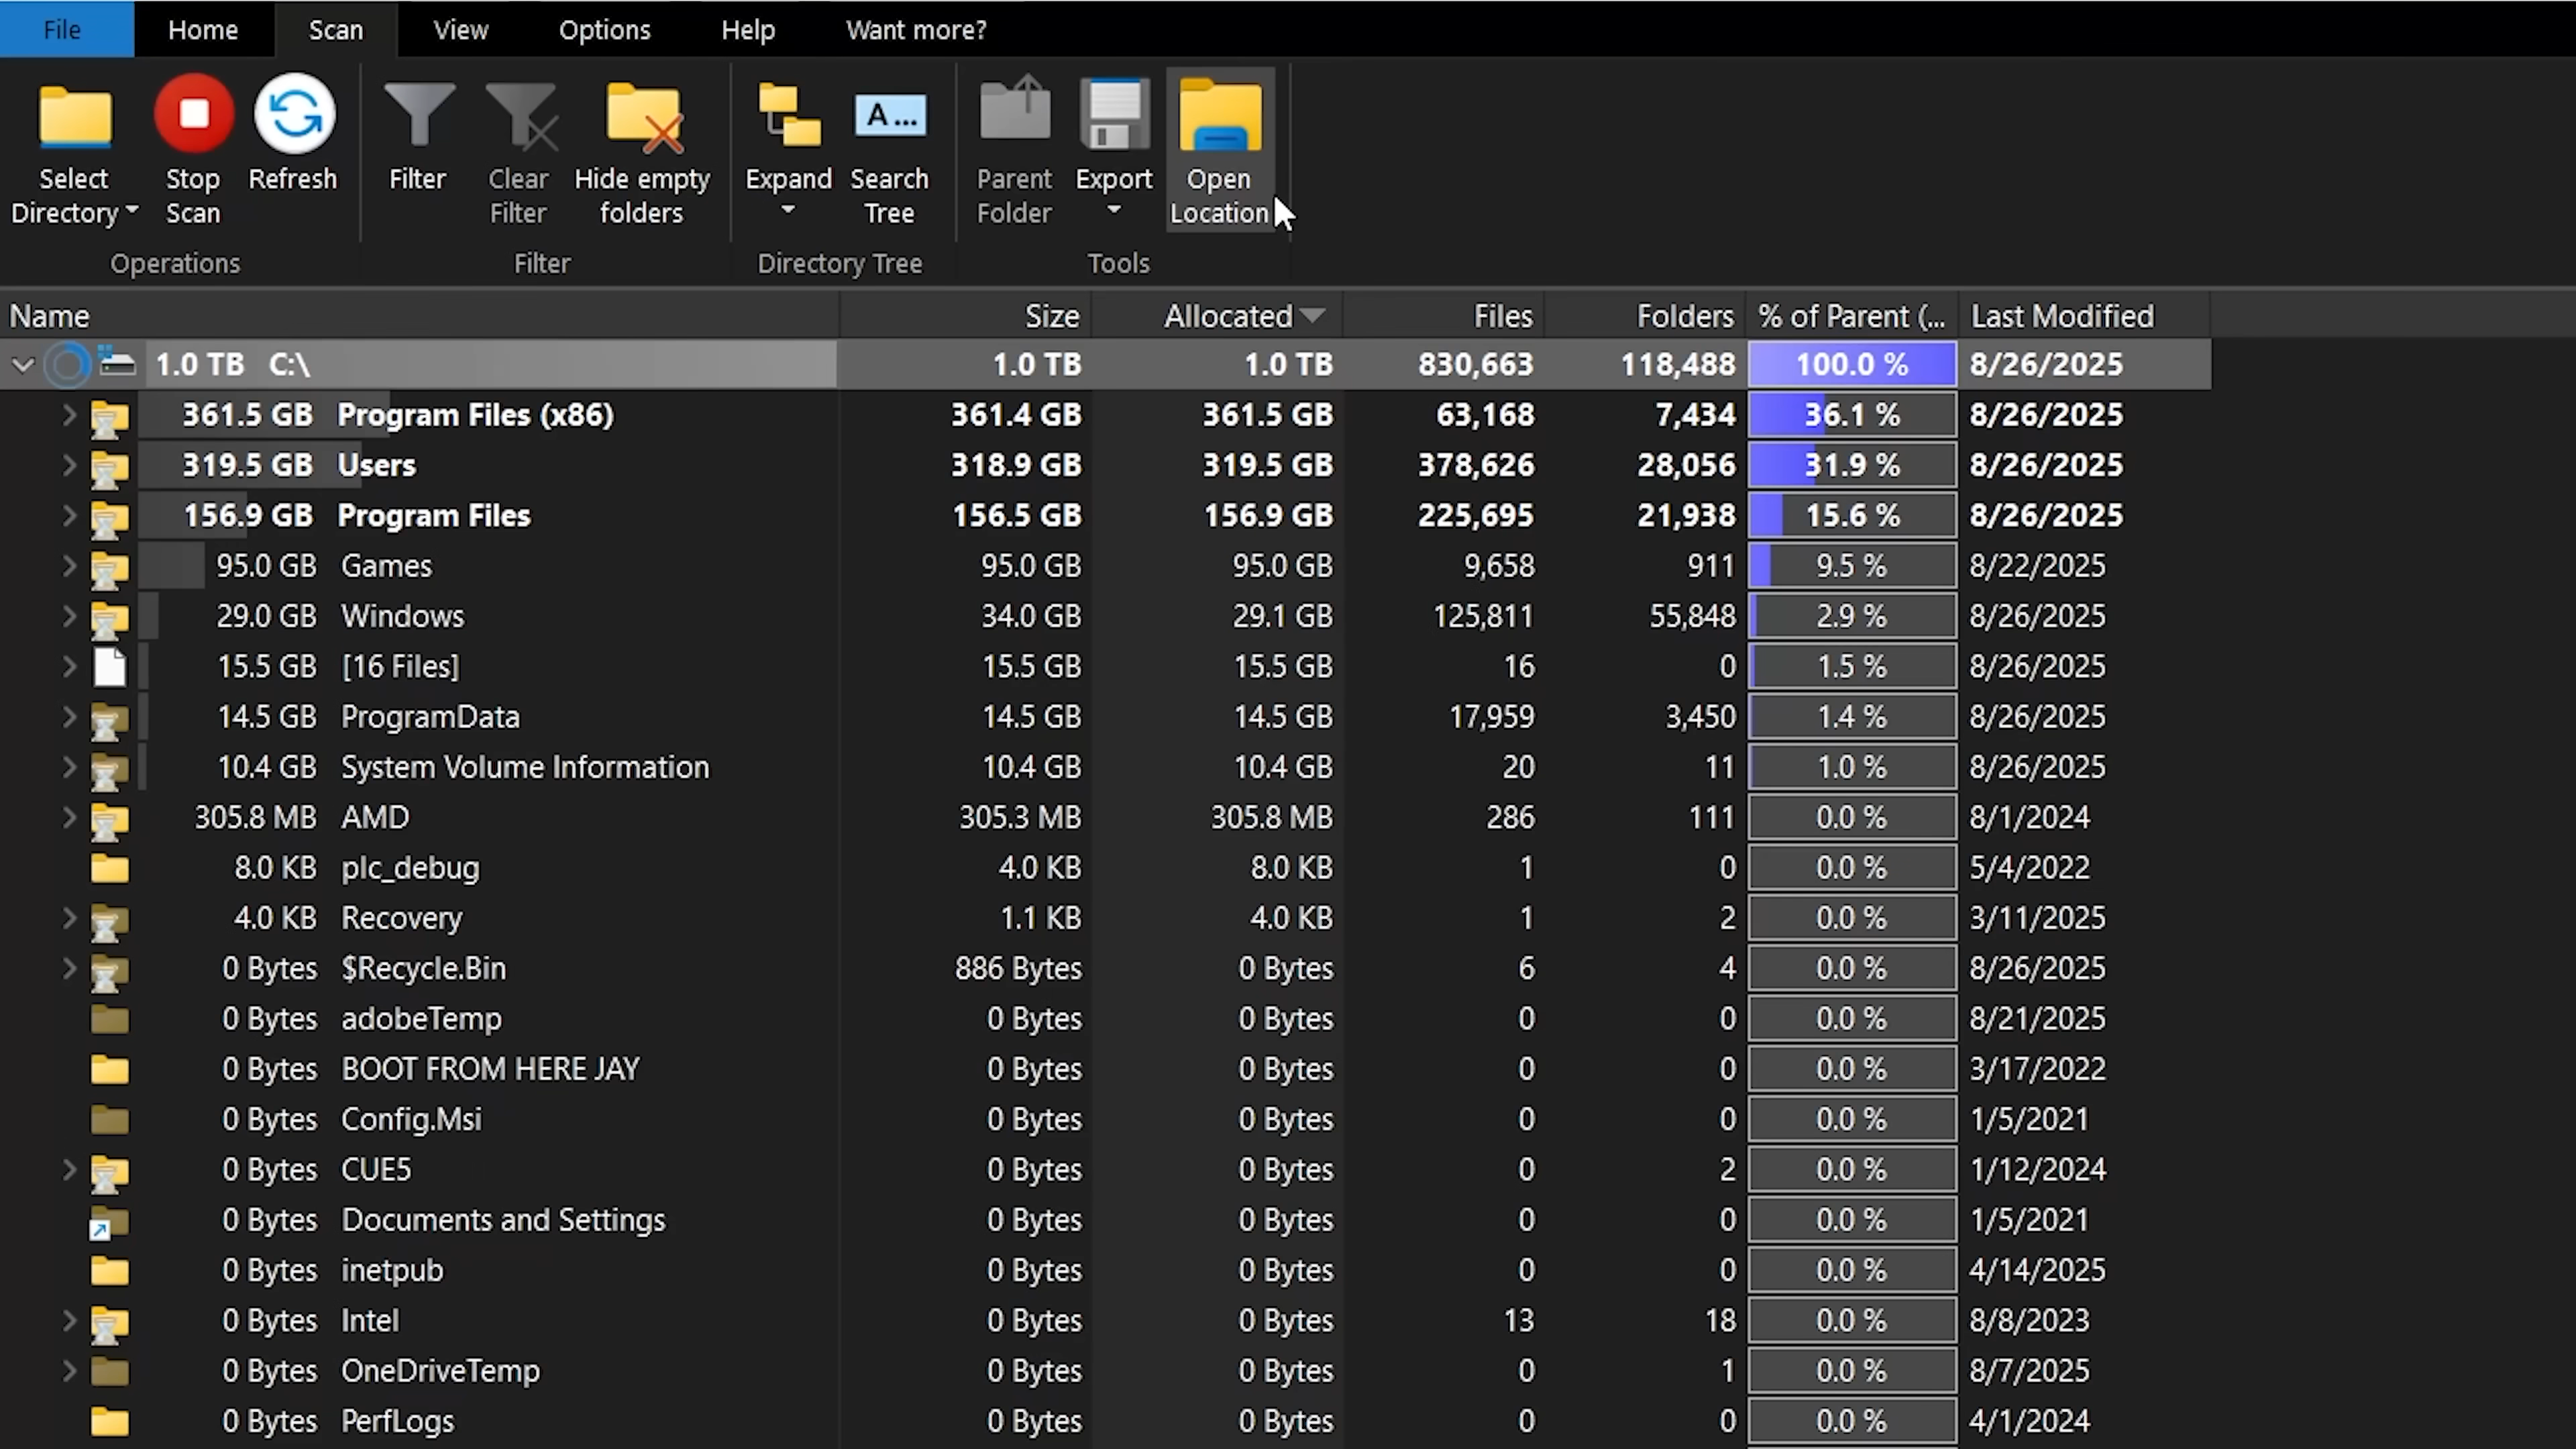 File Home Scan View Options Help Want more?
Select Directory Stop Scan Refresh Filter Clear Filter Hide empty folders Expand A ... Search Tree Parent Folder Export Open Location
Operations Filter Directory Tree Tools
Name Size Allocated Files Folders % of Parent (... Last Modified
1.0 TB C:\ 1.0 TB 1.0 TB 830,663 118,488 100.0 % 8/26/2025
361.5 GB Program Files (x86) 361.4 GB 361.5 GB 63,168 7,434 36.1 % 8/26/2025
319.5 GB Users 318.9 GB 319.5 GB 378,626 28,056 31.9 % 8/26/2025
156.9 GB Program Files 156.5 GB 156.9 GB 225,695 21,938 15.6 % 8/26/2025
95.0 GB Games 95.0 GB 95.0 GB 9,658 911 9.5 % 8/22/2025
29.0 GB Windows 34.0 GB 29.1 GB 125,811 55,848 2.9 % 8/26/2025
15.5 GB [16 Files] 15.5 GB 15.5 GB 16 0 1.5 % 8/26/2025
14.5 GB ProgramData 14.5 GB 14.5 GB 17,959 3,450 1.4 % 8/26/2025
10.4 GB System Volume Information 10.4 GB 10.4 GB 20 11 1.0 % 8/26/2025
305.8 MB AMD 305.3 MB 305.8 MB 286 111 0.0 % 8/1/2024
8.0 KB plc_debug 4.0 KB 8.0 KB 1 0 0.0 % 5/4/2022
4.0 KB Recovery 1.1 KB 4.0 KB 1 2 0.0 % 3/11/2025
0 Bytes $Recycle.Bin 886 Bytes 0 Bytes 6 4 0.0 % 8/26/2025
0 Bytes adobeTemp 0 Bytes 0 Bytes 0 0 0.0 % 8/21/2025
0 Bytes BOOT FROM HERE JAY 0 Bytes 0 Bytes 0 0 0.0 % 3/17/2022
0 Bytes Config.Msi 0 Bytes 0 Bytes 0 0 0.0 % 1/5/2021
0 Bytes CUE5 0 Bytes 0 Bytes 0 2 0.0 % 1/12/2024
0 Bytes Documents and Settings 0 Bytes 0 Bytes 0 0 0.0 % 1/5/2021
0 Bytes inetpub 0 Bytes 0 Bytes 0 0 0.0 % 4/14/2025
0 Bytes Intel 0 Bytes 0 Bytes 13 18 0.0 % 8/8/2023
0 Bytes OneDriveTemp 0 Bytes 0 Bytes 0 1 0.0 % 8/7/2025
0 Bytes PerfLogs 0 Bytes 0 Bytes 0 0 0.0 % 4/1/2024